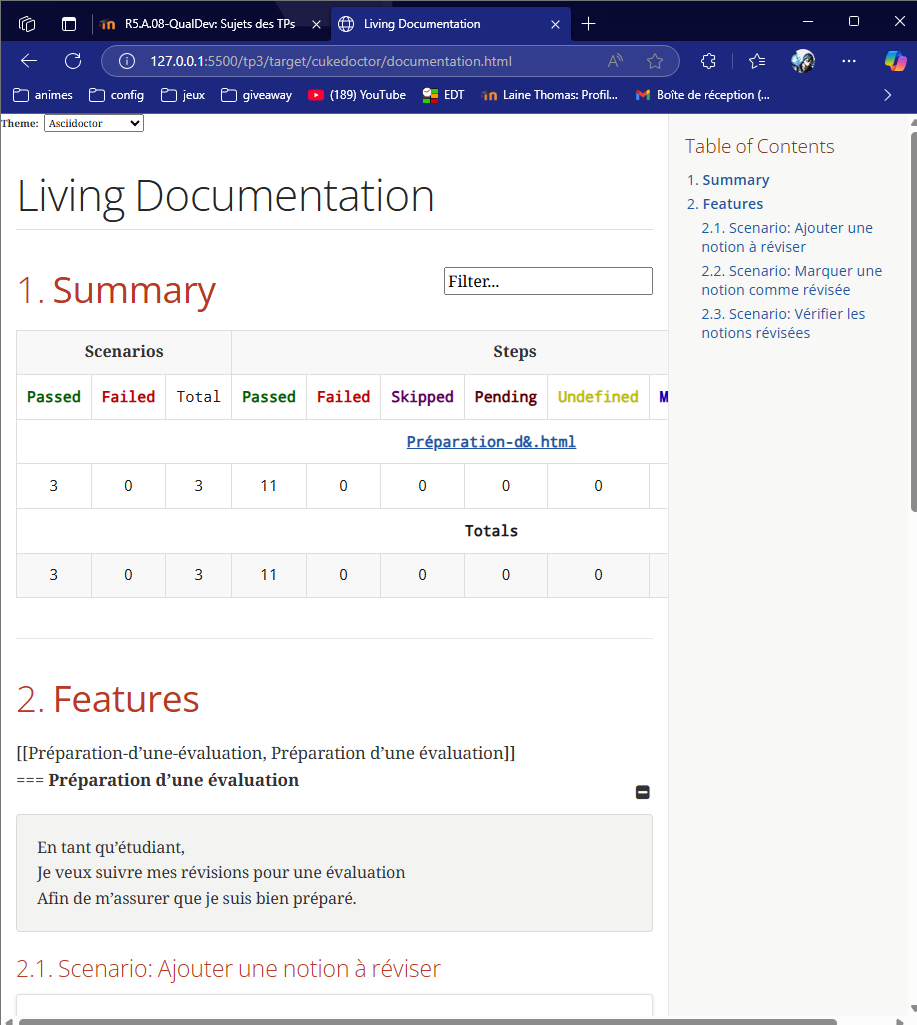 R5.A.08-QualDev: Sujets des TPs
Living Documentation
127.0.0.1:5500/tp3/target/cukedoctor/documentation.html
animes
config
jeux
giveaway
(189) YouTube
EDT
Laine Thomas: Profil...
Boîte de réception (...
Theme: Asciidoctor
Living Documentation
1. Summary
Filter...
Scenarios Steps
Passed Failed Total Passed Failed Skipped Pending Undefined M
Préparation-d&.html
3 0 3 11 0 0 0 0
Totals
3 0 3 11 0 0 0 0
2. Features
[[Préparation-d’une-évaluation, Préparation d’une évaluation]]
=== Préparation d’une évaluation
En tant qu’étudiant,
Je veux suivre mes révisions pour une évaluation
Afin de m’assurer que je suis bien préparé.
2.1. Scenario: Ajouter une notion à réviser
Table of Contents
1. Summary
2. Features
2.1. Scenario: Ajouter une
notion à réviser
2.2. Scenario: Marquer une
notion comme révisée
2.3. Scenario: Vérifier les
notions révisées